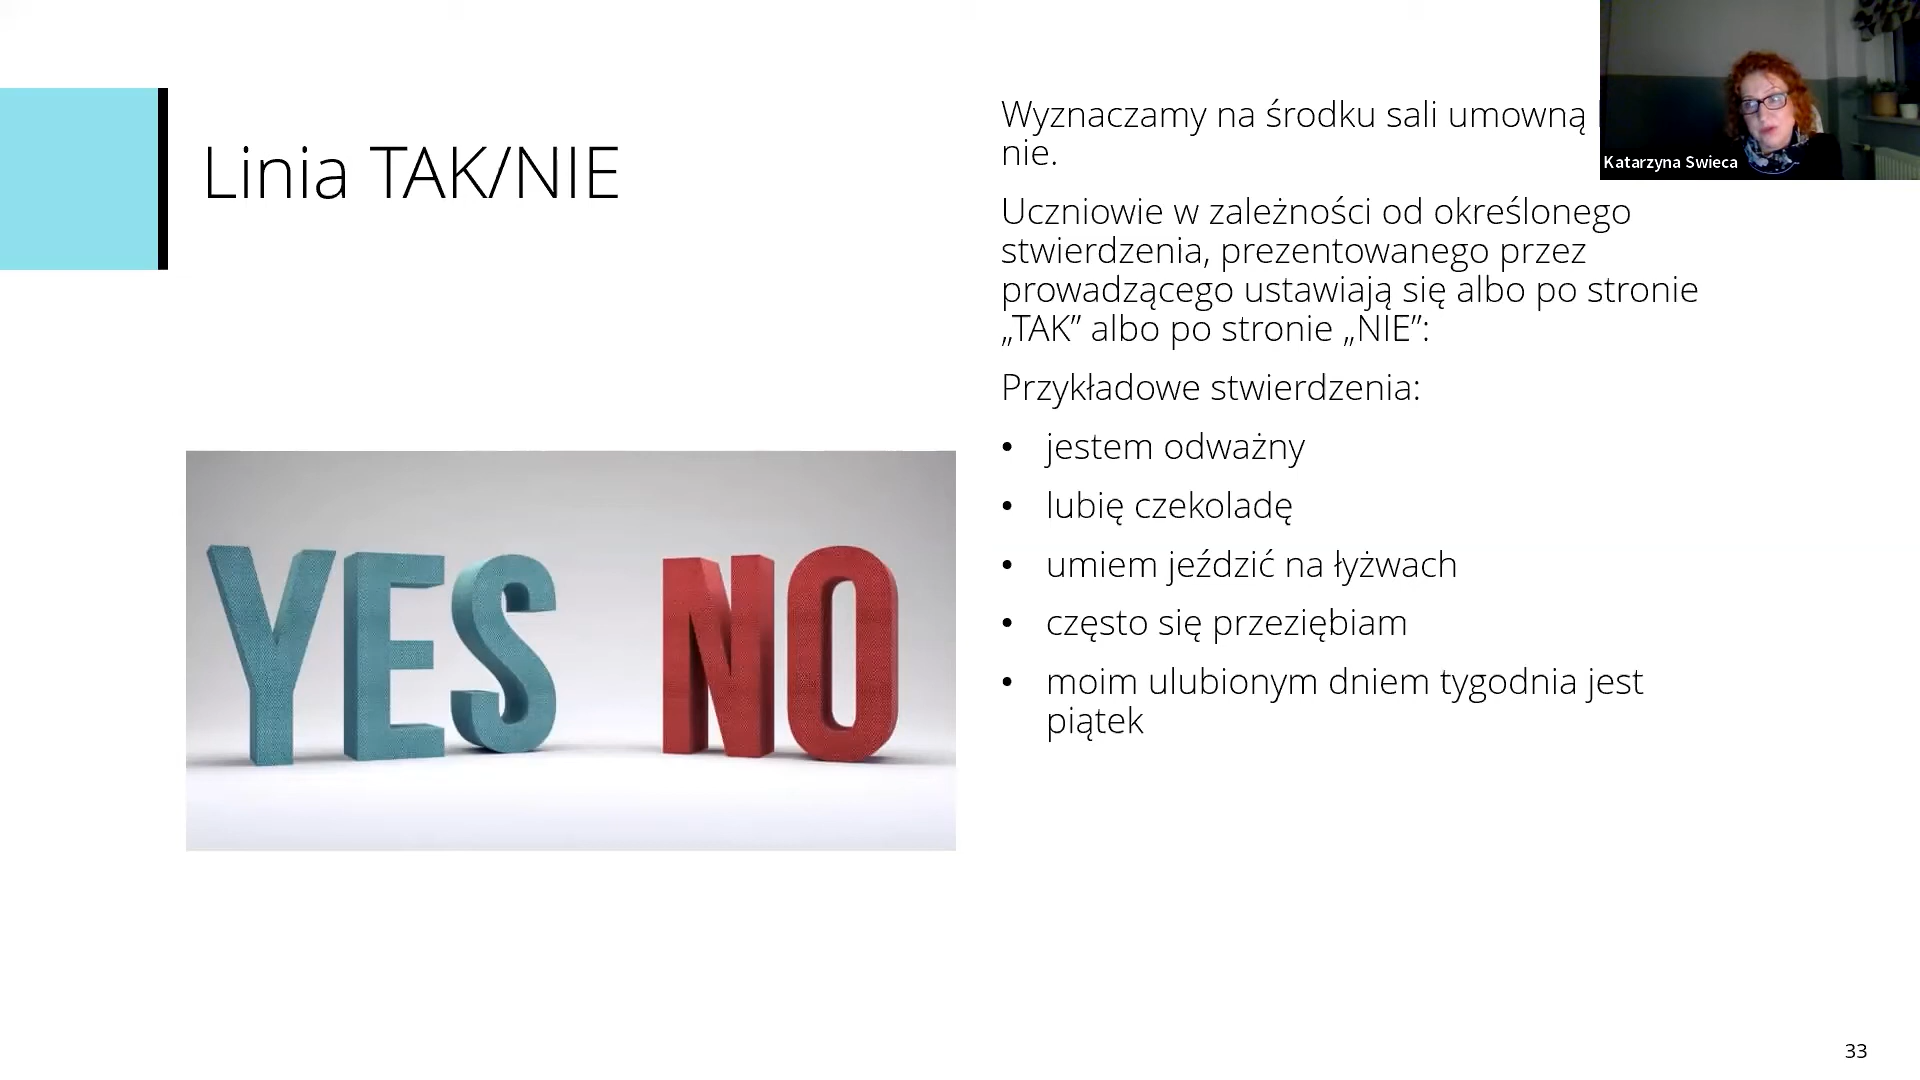 Linia TAK/NIE
Wyznaczamy na środku sali umowną
nie.
Uczniowie w zależności od określonego
stwierdzenia, prezentowanego przez
prowadzącego ustawiają się albo po stronie
„TAK” albo po stronie „NIE”:
Przykładowe stwierdzenia:
• jestem odważny
• lubię czekoladę
• umiem jeździć na łyżwach
• często się przeziębiam
• moim ulubionym dniem tygodnia jest
piątek
YES NO
Katarzyna Swieca
33